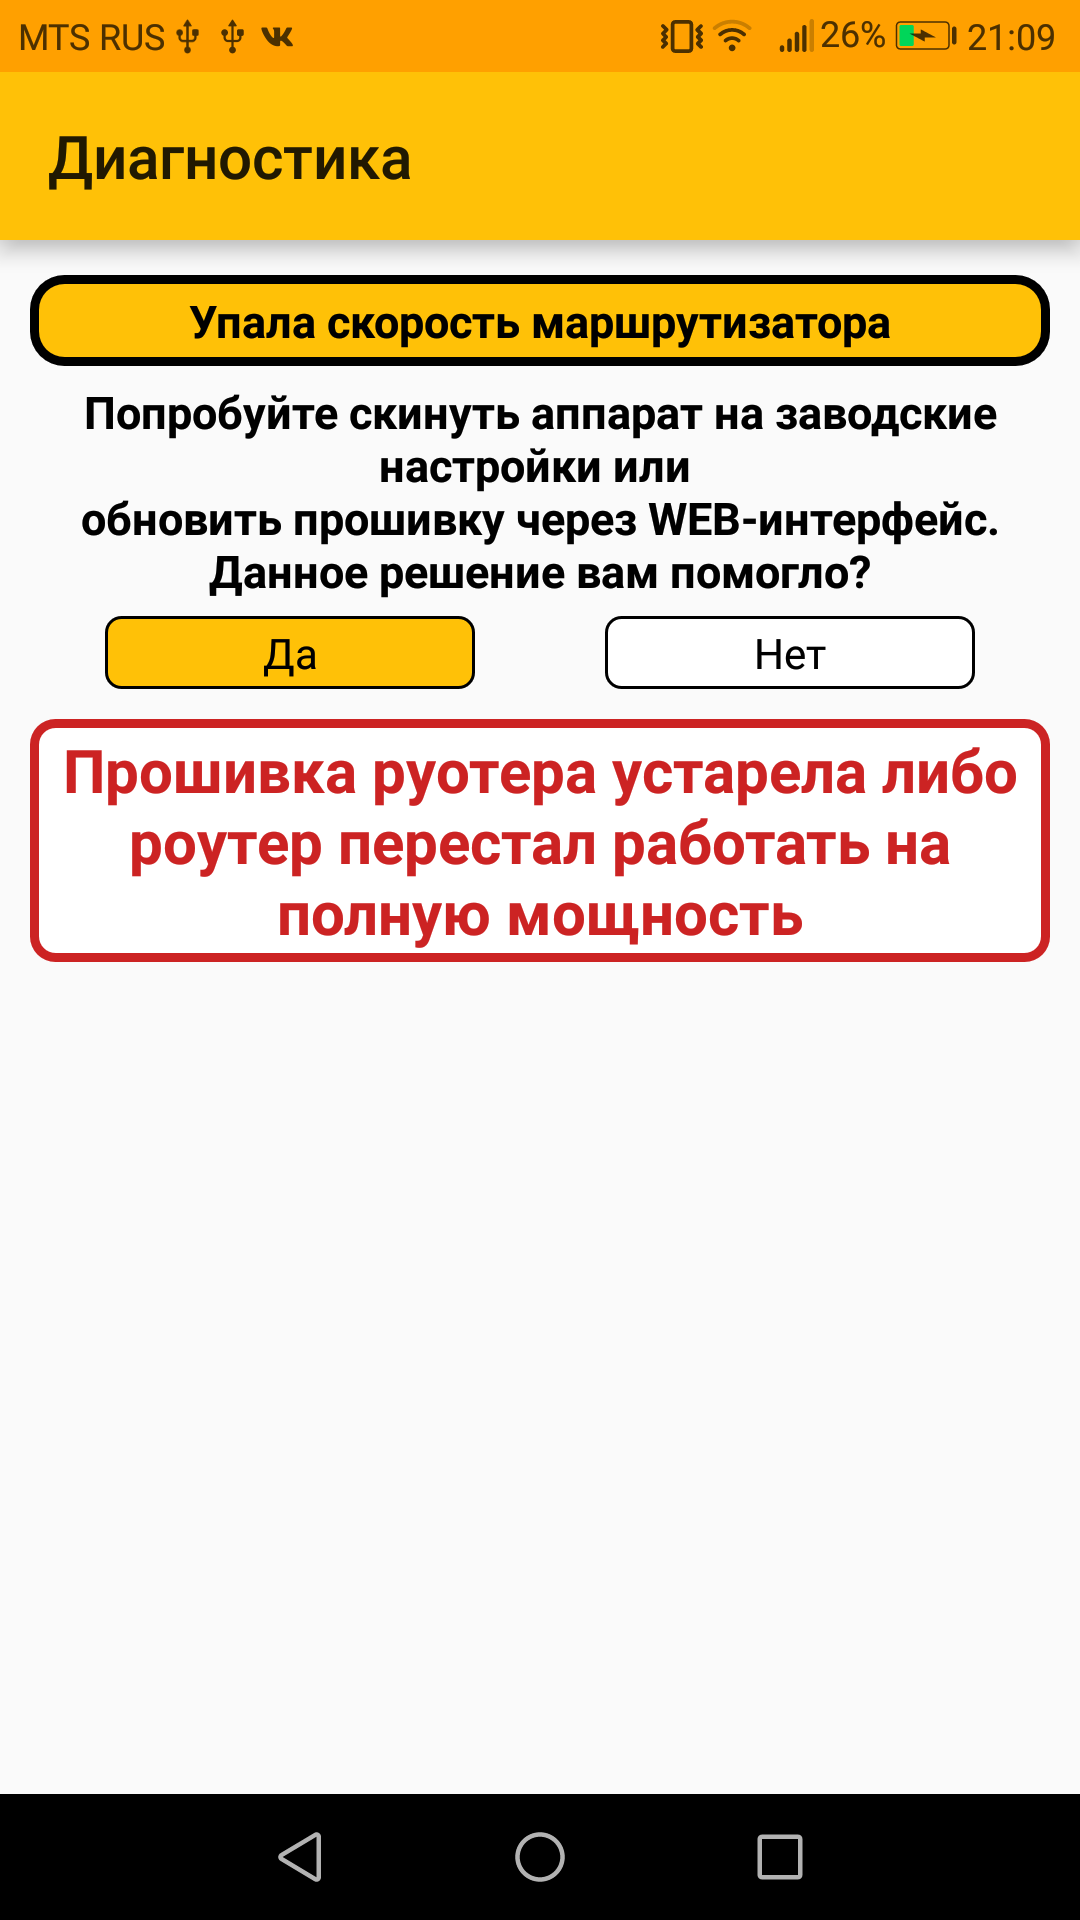 MTS RUS 26% 21:09
Диагностика
Упала скорость маршрутизатора
Попробуйте скинуть аппарат на заводские
настройки или
обновить прошивку через WEB-интерфейс.
Данное решение вам помогло?
Да Нет
Прошивка руотера устарела либо
роутер перестал работать на
полную мощность